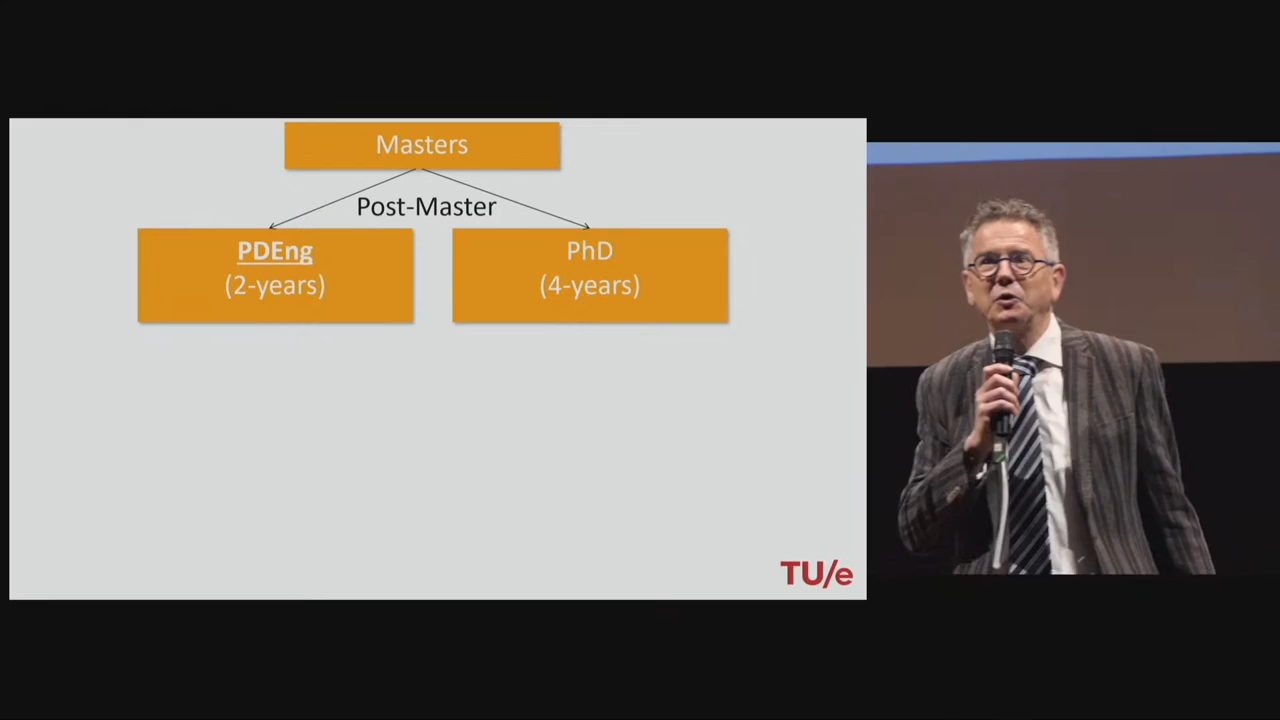 Masters
Post-Master
PDEng
(2-years)
PhD
(4-years)
TU/e